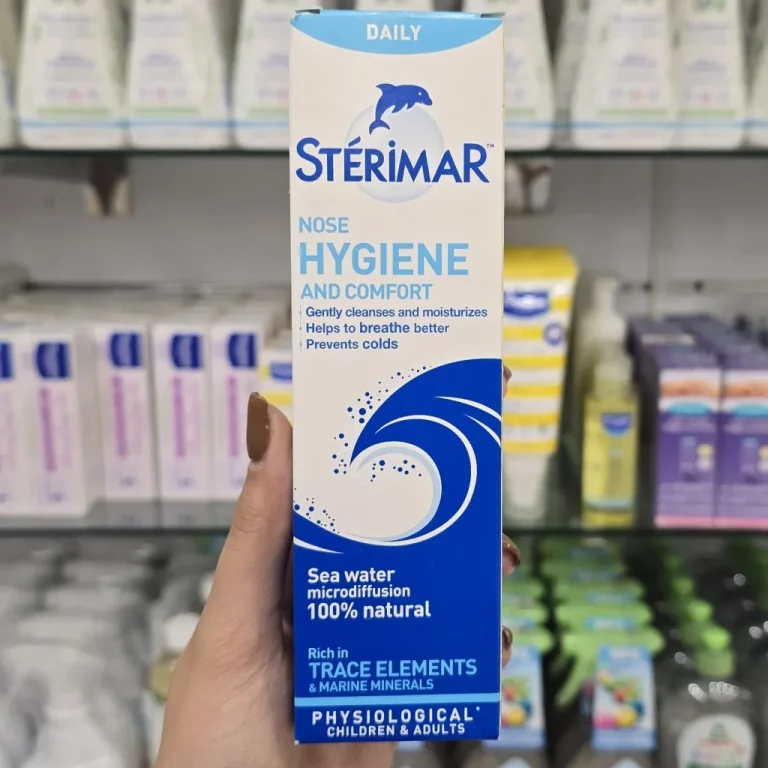 DAILY
STÉRiMAR™
NOSE
HYGIENE
AND COMFORT
Gently cleanses and moisturizes
Helps to breathe better
Prevents colds
Sea water
microdiffusion
100% natural
Rich in
TRACE ELEMENTS
& MARINE MINERALS
PHYSIOLOGICAL*
CHILDREN & ADULTS